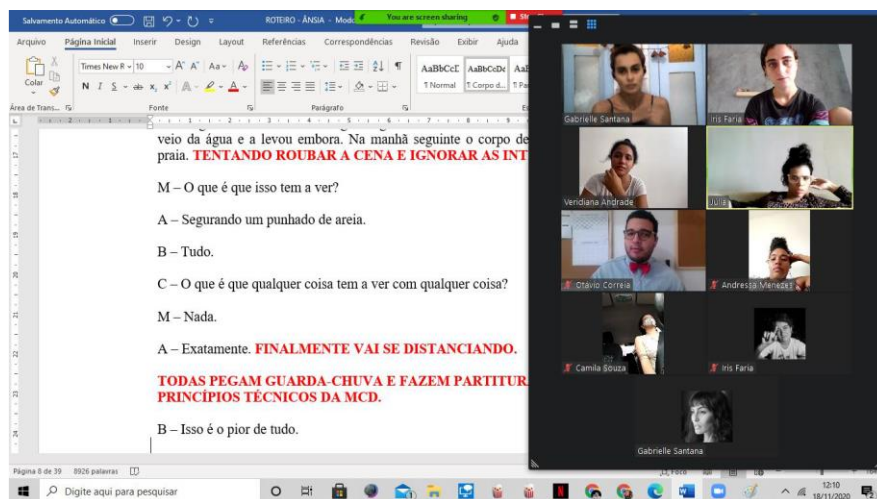 Salvamento Automático
ROTEIRO - ÂNSIA - Mod
You are screen sharing
Arquivo Página Inicial Inserir Design Layout Referências Correspondências Revisão Exibir Ajuda
Colar
Times New R 10
Aa
N I S ab x₂ x² A A
AaBbCcD AaBbCcDc
¶ Normal ¶ Corpo d...
Área de Trans... Fonte Parágrafo
veio da água e a levou embora. Na manhã seguinte o corpo de
praia. TENTANDO ROUBAR A CENA E IGNORAR AS INT
M – O que é que isso tem a ver?
A – Segurando um punhado de areia.
B – Tudo.
C – O que é que qualquer coisa tem a ver com qualquer coisa?
M – Nada.
A – Exatamente. FINALMENTE VAI SE DISTANCIANDO.
TODAS PEGAM GUARDA-CHUVA E FAZEM PARTITUR
PRINCÍPIOS TÉCNICOS DA MCD.
B – Isso é o pior de tudo.
Gabrielle Santana
Iris Faria
Veridiana Andrade
Julia
Otávio Correia
Andressa Menezes
Camila Souza
Iris Faria
Gabrielle Santana
Página 8 de 39 8926 palavras
Foco
Digite aqui para pesquisar
12:10
18/11/2020